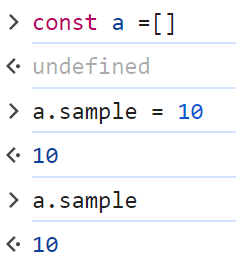 > const a =[]
undefined
> a.sample = 10
10
> a.sample
10